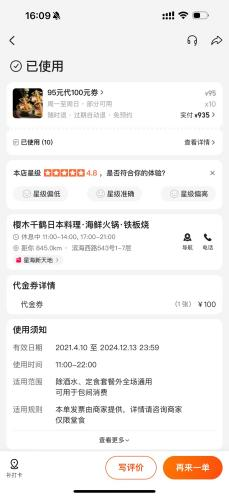 16:09
已使用
95元代100元券
¥95
周一至周日 · 部分可用
x10
随时退 · 过期自动退 · 免预约
实付 ¥935
已使用 (10)
查看详情
本店星级
4.8 ，是否符合你的体验?
星级偏低
星级准确
星级偏高
樱木千鹤日本料理·海鲜火锅·铁板烧
休息中 11:00-14:00, 17:00-21:00
距你 845.0km · 滨海西路543号1-7层
星海新天地
导航
电话
代金券详情
代金券
(1张) ¥100
使用须知
有效日期 2021.4.10 至 2024.12.13 23:59
使用时间 11:00-22:00
适用范围 除酒水、定食套餐外全场通用
可用于包间消费
适用规则 本单发票由商家提供，详情请咨询商家
仅限堂食
查看更多
补打卡
写评价
再来一单